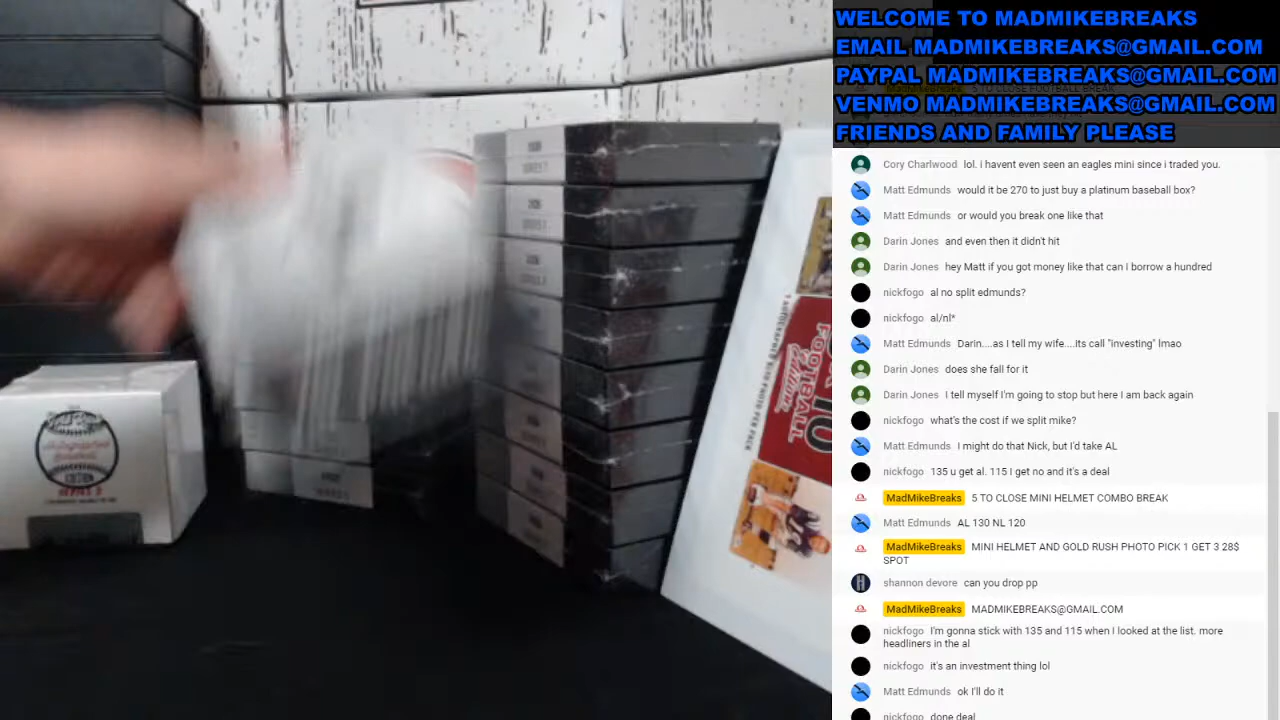 WELCOME TO MADMIKEBREAKS
EMAIL MADMIKEBREAKS@GMAIL.COM
PAYPAL MADMIKEBREAKS@GMAIL.COM
VENMO MADMIKEBREAKS@GMAIL.COM
FRIENDS AND FAMILY PLEASE
MadMikeBreaks 5 TO CLOSE FOOTBALL BREAK
Cory Charlwood lol. i havent even seen an eagles mini since i traded you.
Matt Edmunds would it be 270 to just buy a platinum baseball box?
Matt Edmunds or would you break one like that
Darin Jones and even then it didn't hit
Darin Jones hey Matt if you got money like that can I borrow a hundred
nickfogo al no split edmunds?
nickfogo al/nl*
Matt Edmunds Darin....as I tell my wife....its call "investing" lmao
Darin Jones does she fall for it
Darin Jones I tell myself I'm going to stop but here I am back again
nickfogo what's the cost if we split mike?
Matt Edmunds I might do that Nick, but I'd take AL
nickfogo 135 u get al. 115 I get no and it's a deal
MadMikeBreaks 5 TO CLOSE MINI HELMET COMBO BREAK
Matt Edmunds AL 130 NL 120
MadMikeBreaks MINI HELMET AND GOLD RUSH PHOTO PICK 1 GET 3 28$
SPOT
shannon devore can you drop pp
MadMikeBreaks MADMIKEBREAKS@GMAIL.COM
nickfogo I'm gonna stick with 135 and 115 when I looked at the list. more
headliners in the al
nickfogo it's an investment thing lol
Matt Edmunds ok I'll do it
nickfogo done deal
EDITION
FOOTBALL